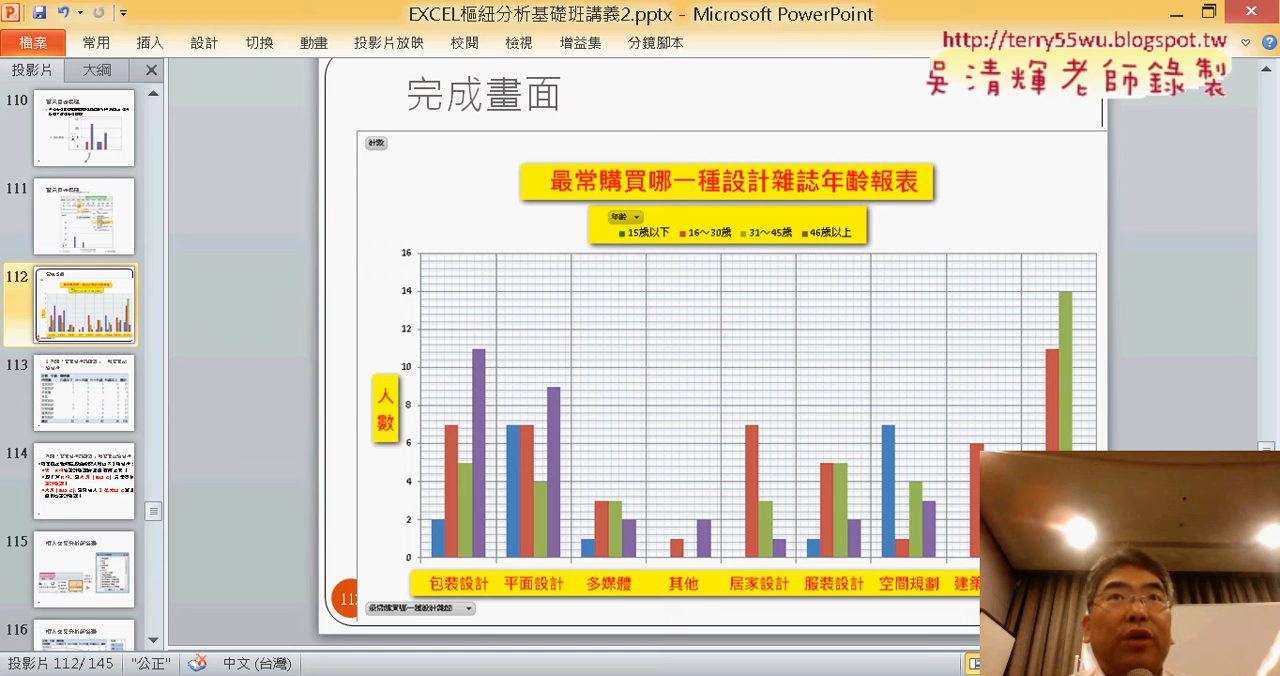 EXCEL樞紐分析基礎班講義2.pptx - Microsoft PowerPoint
檔案 常用 插入 設計 切換 動畫 投影片放映 校閱 檢視 增益集 分鏡腳本
http://terry55wu.blogspot.tw
吳清輝老師錄製
投影片 大綱
110
111
112
113
114
115
116
完成畫面
計數
最常購買哪一種設計雜誌年齡報表
年齡
15歲以下 16~30歲 31~45歲 46歲以上
16
14
12
10
8
6
4
2
0
人數
包裝設計 平面設計 多媒體 其他 居家設計 服裝設計 空間規劃 建築
最常購買哪一種設計雜誌
投影片 112/145 "公正" 中文 (台灣)